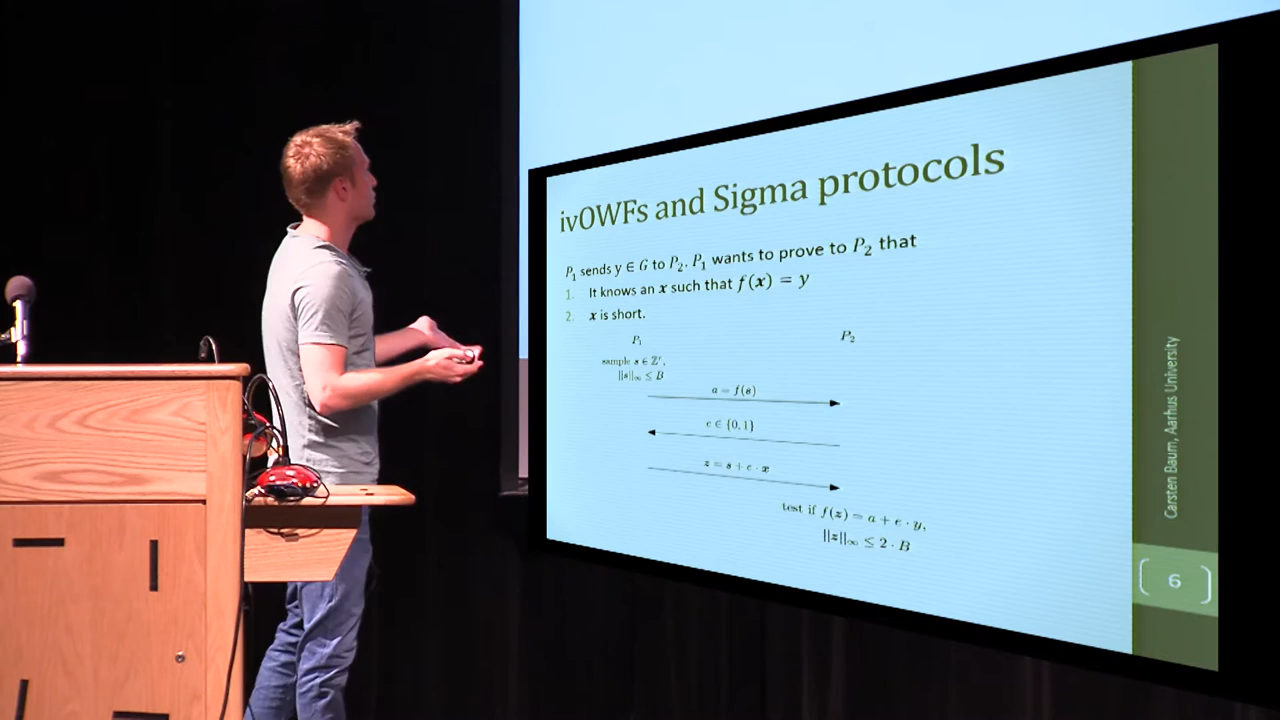 ivOWFs and Sigma protocols
P₁ sends y ∈ G to P₂. P₁ wants to prove to P₂ that
1. It knows an x such that f(x) = y
2. x is short.
P₁ P₂
sample s ∈ ℤʳ,
||s||∞ ≤ B
a = f(s)
c ∈ {0, 1}
z = s + c · x
test if f(z) = a + c · y,
||z||∞ ≤ 2 · B
Carsten Baum, Aarhus University
6